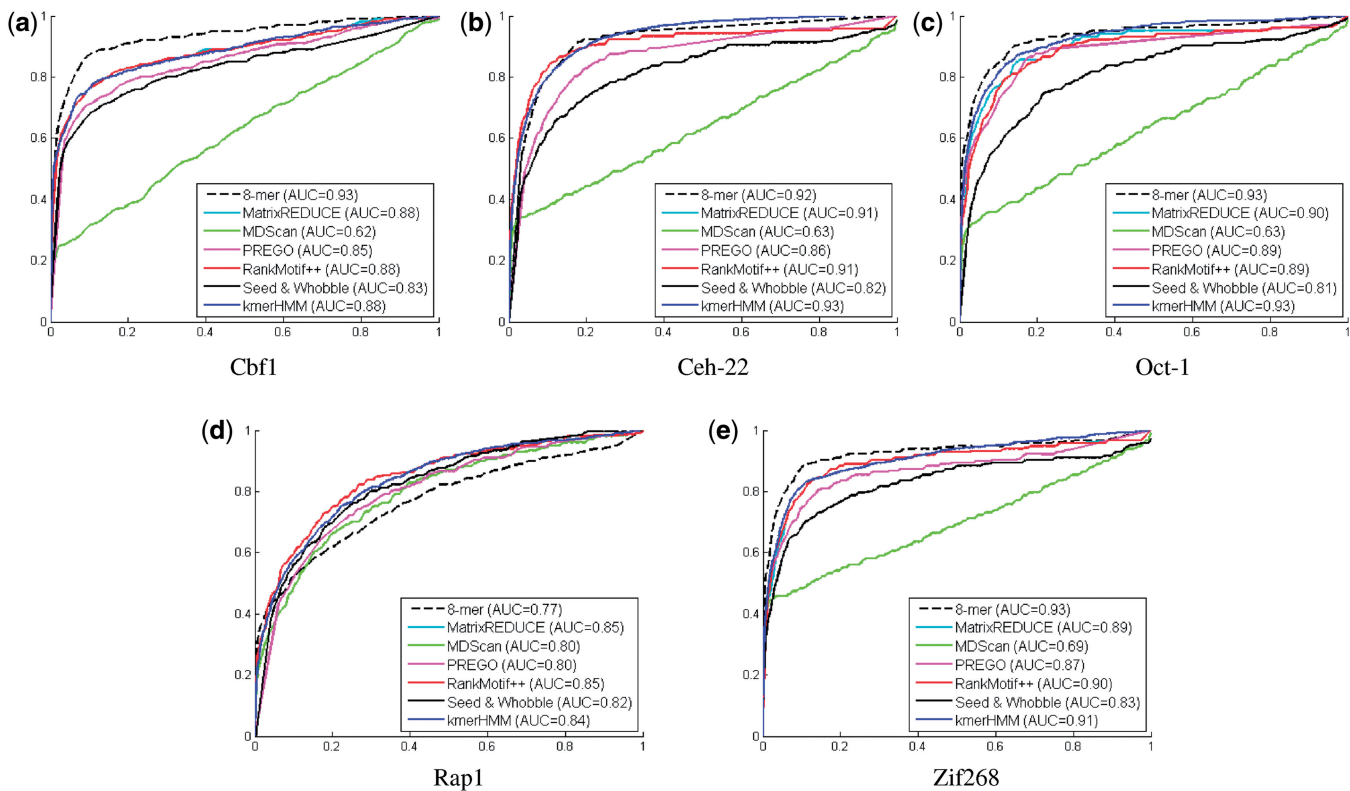 (a)
1
0.8
0.6
0.4
0.2
0
0.2
0.4
0.6
0.8
1
8-mer (AUC=0.93)
MatrixREDUCE (AUC=0.88)
MDScan (AUC=0.62)
PREGO (AUC=0.85)
RankMotif++ (AUC=0.88)
Seed & Whobble (AUC=0.83)
kmerHMM (AUC=0.88)
Cbf1
(b)
1
0.8
0.6
0.4
0.2
0
0
0.2
0.4
0.6
0.8
1
8-mer (AUC=0.92)
MatrixREDUCE (AUC=0.91)
MDScan (AUC=0.63)
PREGO (AUC=0.86)
RankMotif++ (AUC=0.91)
Seed & Whobble (AUC=0.82)
kmerHMM (AUC=0.93)
Ceh-22
(c)
1
0.8
0.6
0.4
0.2
0
0
0.2
0.4
0.6
0.8
1
8-mer (AUC=0.93)
MatrixREDUCE (AUC=0.90)
MDScan (AUC=0.63)
PREGO (AUC=0.89)
RankMotif++ (AUC=0.89)
Seed & Whobble (AUC=0.81)
kmerHMM (AUC=0.93)
Oct-1
(d)
1
0.8
0.6
0.4
0.2
0
0
0.2
0.4
0.6
0.8
1
8-mer (AUC=0.77)
MatrixREDUCE (AUC=0.85)
MDScan (AUC=0.80)
PREGO (AUC=0.80)
RankMotif++ (AUC=0.85)
Seed & Whobble (AUC=0.82)
kmerHMM (AUC=0.84)
Rap1
(e)
1
0.8
0.6
0.4
0.2
0
0
0.2
0.4
0.6
0.8
1
8-mer (AUC=0.93)
MatrixREDUCE (AUC=0.89)
MDScan (AUC=0.69)
PREGO (AUC=0.87)
RankMotif++ (AUC=0.90)
Seed & Whobble (AUC=0.83)
kmerHMM (AUC=0.91)
Zif268